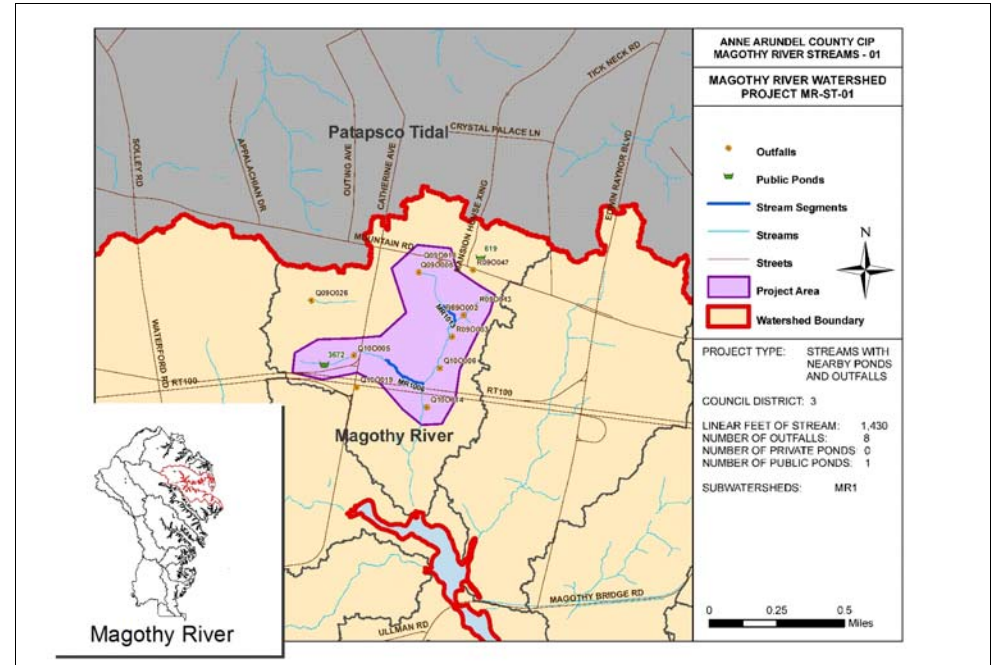 ANNE ARUNDEL COUNTY CIP
MAGOTHY RIVER STREAMS - 01
MAGOTHY RIVER WATERSHED
PROJECT MR-ST-01
Outfalls
Public Ponds
Stream Segments
Streams
Streets
Project Area
Watershed Boundary
N
PROJECT TYPE: STREAMS WITH
NEARBY PONDS
AND OUTFALLS
COUNCIL DISTRICT: 3
LINEAR FEET OF STREAM: 1,430
NUMBER OF OUTFALLS: 8
NUMBER OF PRIVATE PONDS 0
NUMBER OF PUBLIC PONDS: 1
SUBWATERSHEDS: MR1
0 0.25 0.5
Miles
TICK NECK RD
Patapsco Tidal
CRYSTAL PALACE LN
SOLLEY RD
APPALACHIAN DR
OUTING AVE
CATHERINE AVE
EDWIN RAYNOR BLVD
MOUNTAIN RD
ANSION HOUSE XING
619
R09O047
Q09O026
R09O003
3672
Q10O005
Q10O006
WATERFORD RD
RT100
RT100
Magothy River
MAGOTHY BRIDGE RD
ULLMAN RD
Magothy River